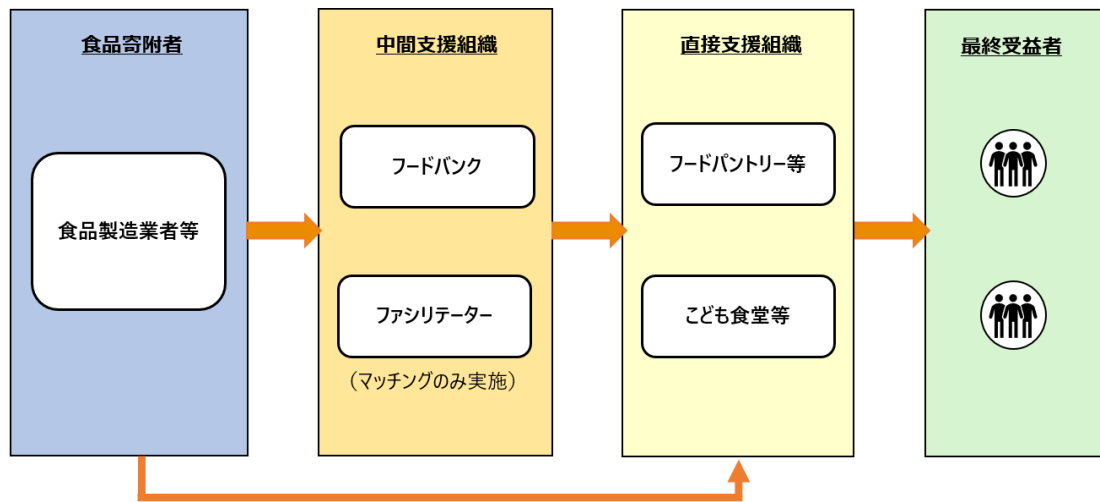 食品寄附者
食品製造業者等
中間支援組織
フードバンク
ファシリテーター
（マッチングのみ実施）
直接支援組織
フードパントリー等
こども食堂等
最終受益者